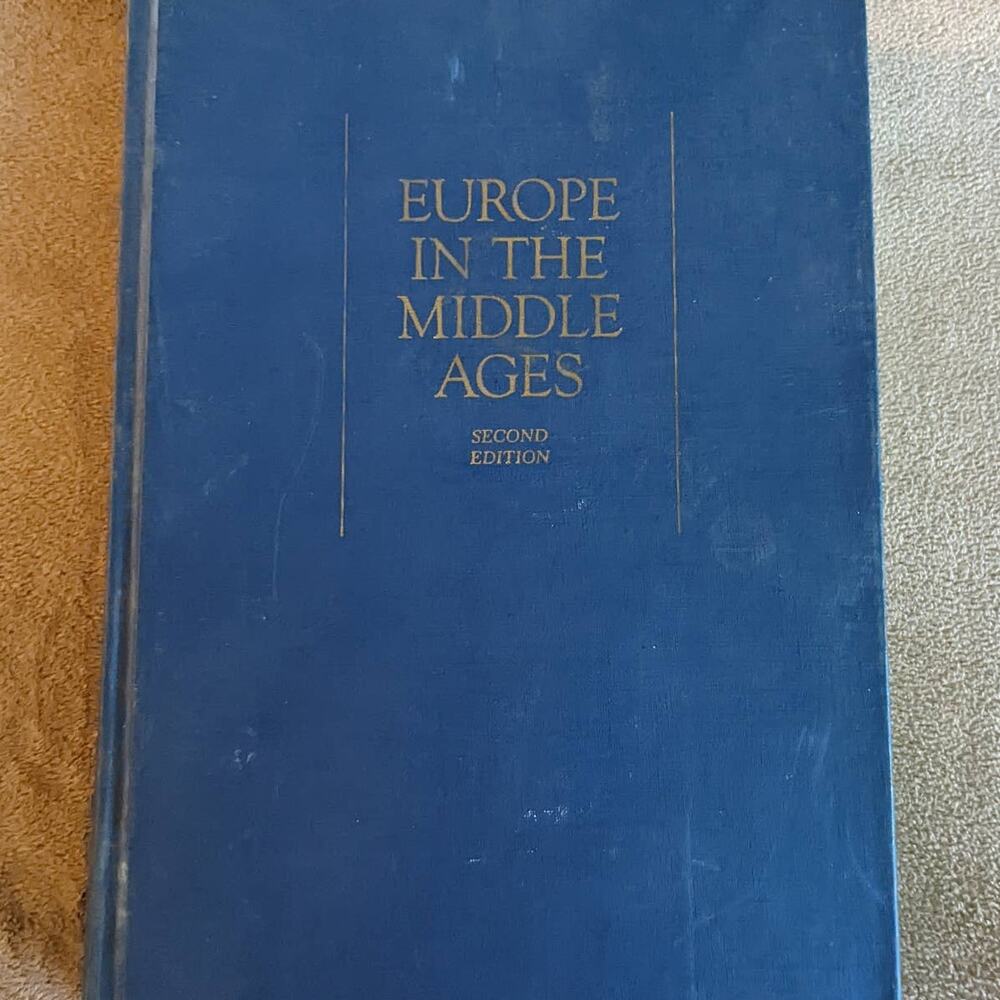 EUROPE
IN THE
MIDDLE
AGES
SECOND
EDITION